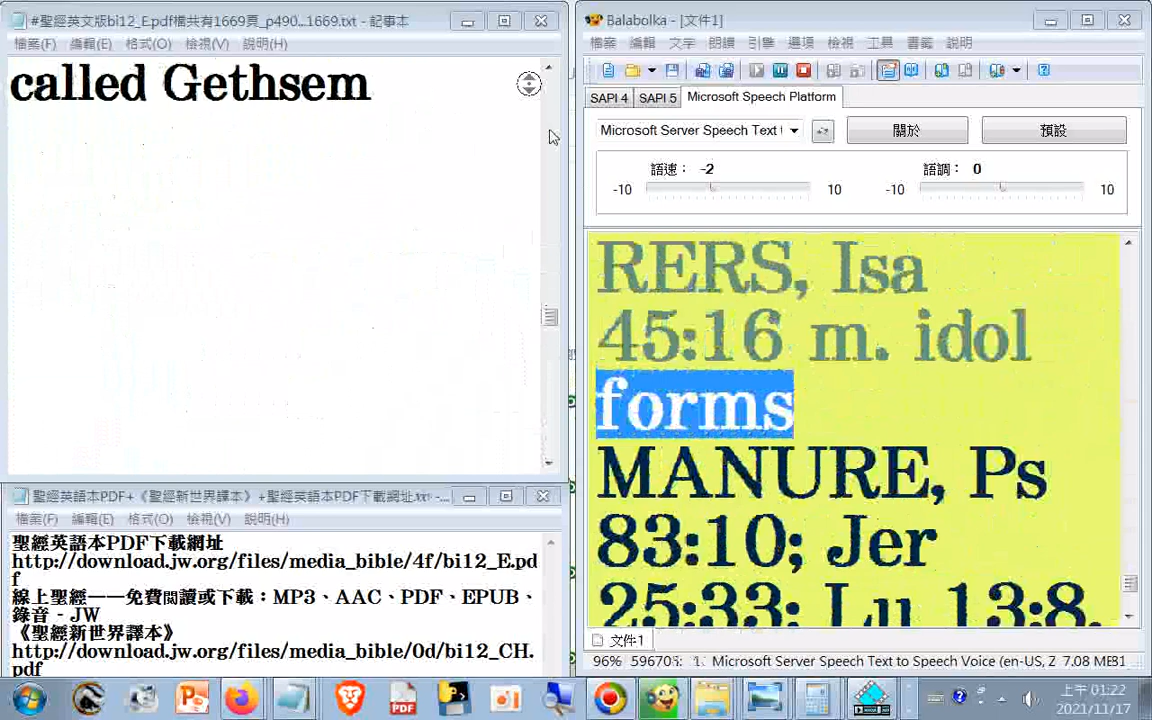 #聖經英文版bi12_E.pdf檔共有1669頁_p490...1669.txt - 記事本
檔案(F) 編輯(E) 格式(O) 檢視(V) 說明(H)
called Gethsem
聖經英語本PDF+《聖經新世界譯本》+聖經英語本PDF下載網址.txt -...
檔案(F) 編輯(E) 格式(O) 檢視(V) 說明(H)
聖經英語本PDF下載網址
http://download.jw.org/files/media_bible/4f/bi12_E.pd
f
線上聖經——免費閱讀或下載：MP3、AAC、PDF、EPUB、
錄音 - JW
《聖經新世界譯本》
http://download.jw.org/files/media_bible/0d/bi12_CH.
pdf
Balabolka - [文件1]
檔案 編輯 文字 朗讀 引擎 選項 檢視 工具 書籤 說明
SAPI 4 SAPI 5 Microsoft Speech Platform
Microsoft Server Speech Text 關於 預設
語速： -2 語調： 0
-10 10 -10 10
RERS, Isa
45:16 m. idol
forms
MANURE, Ps
83:10; Jer
25:33; Lu 13:8.
文件1
96% Microsoft Server Speech Text to Speech Voice (en-US, Z 7.08 MB
上午 01:22
2021/11/17